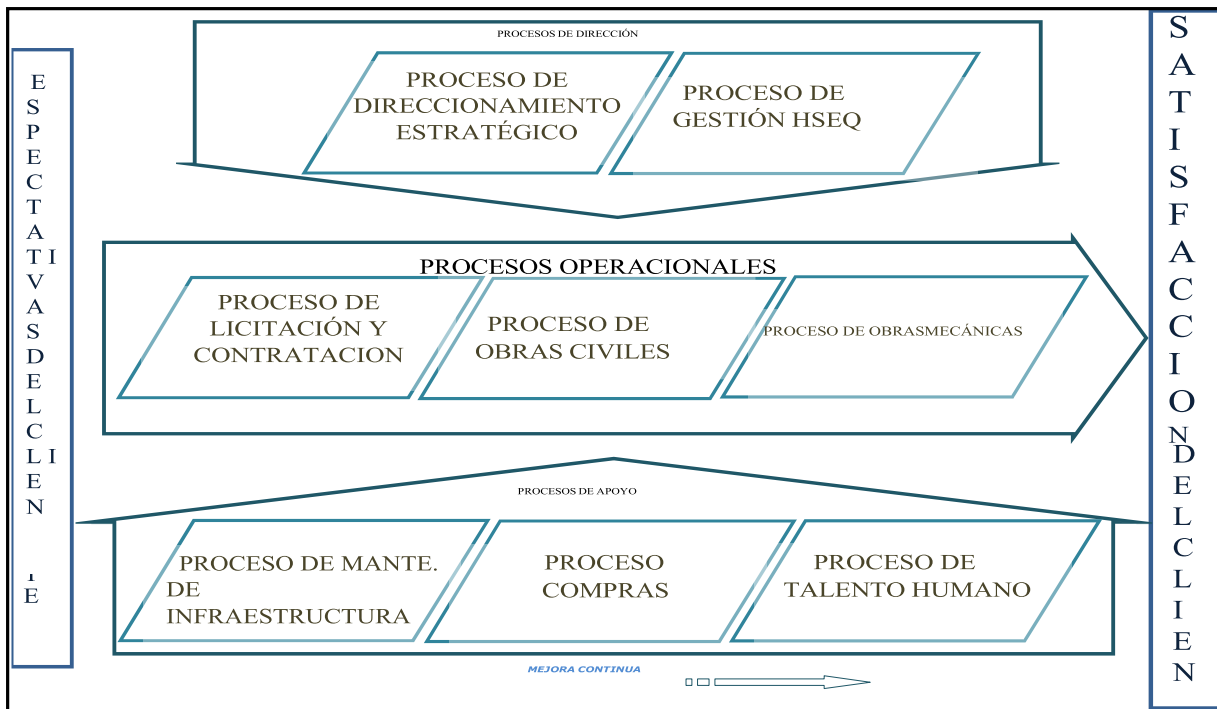 PROCESOS DE DIRECCIÓN
PROCESO DE
DIRECCIONAMIENTO
ESTRATÉGICO
PROCESO DE
GESTIÓN HSEQ
ESPECTATIVASDELCLIEN
E
PROCESOS OPERACIONALES
PROCESO DE
LICITACIÓN Y
CONTRATACION
PROCESO DE
OBRAS CIVILES
PROCESO DE OBRASMECÁNICAS
PROCESOS DE APOYO
PROCESO DE MANTE.
DE
INFRAESTRUCTURA
PROCESO
COMPRAS
PROCESO DE
TALENTO HUMANO
MEJORA CONTINUA
SATISFACCIONDELCLIEN